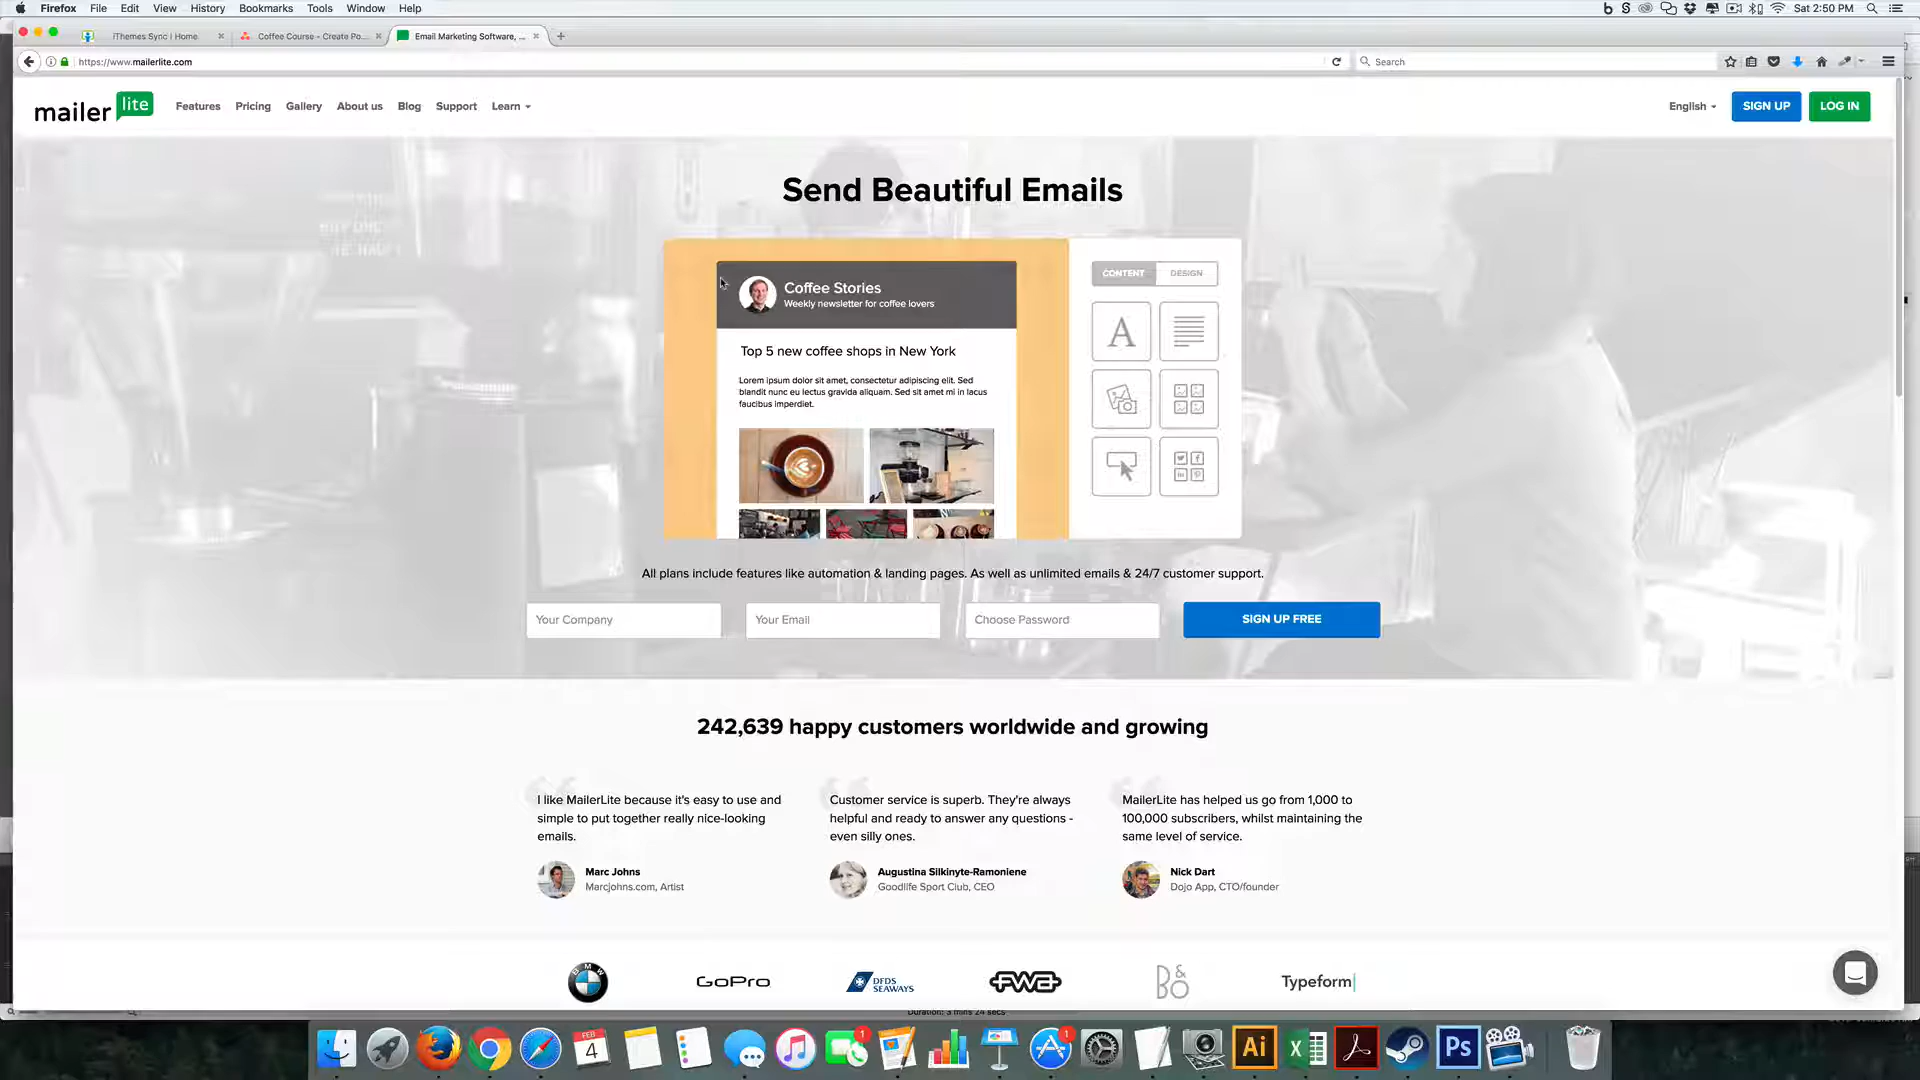 Firefox File Edit View History Bookmarks Tools Window Help
Sat 2:50 PM
iThemes Sync | Home
Coffee Course - Create Po...
Email Marketing Software, ...
https://www.mailerlite.com
Search
mailer lite
Features Pricing Gallery About us Blog Support Learn
English SIGN UP LOG IN
Send Beautiful Emails
Coffee Stories
Weekly newsletter for coffee lovers
CONTENT DESIGN
Top 5 new coffee shops in New York
Lorem ipsum dolor sit amet, consectetur adipiscing elit. Sed
blandit nunc eu lectus gravida aliquam. Sed sit amet mi in lacus
faucibus imperdiet.
A
All plans include features like automation & landing pages. As well as unlimited emails & 24/7 customer support.
Your Company
Your Email
Choose Password
SIGN UP FREE
242,639 happy customers worldwide and growing
I like MailerLite because it's easy to use and
simple to put together really nice-looking
emails.
Marc Johns
Marcjohns.com, Artist
Customer service is superb. They're always
helpful and ready to answer any questions -
even silly ones.
Augustina Silkinyte-Ramoniene
Goodlife Sport Club, CEO
MailerLite has helped us go from 1,000 to
100,000 subscribers, whilst maintaining the
same level of service.
Nick Dart
Dojo App, CTO/founder
BMW
GoPro
DFDS
SEAWAYS
FWA
B&O
Typeform
Duration: 3 mins 24 secs
FEB
4
1
1
Ai
Ps